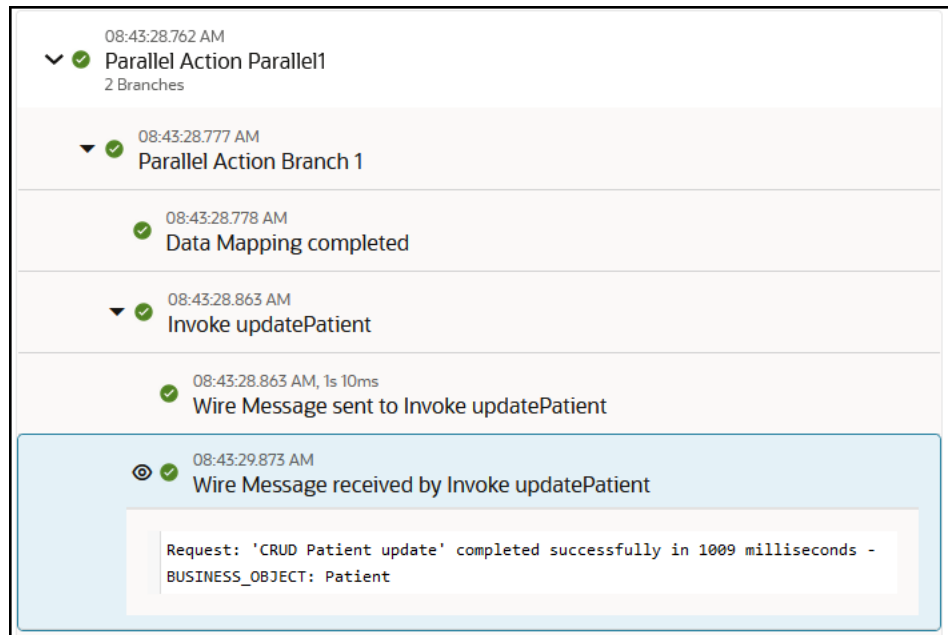 08:43:28.762 AM
Parallel Action Parallel1
2 Branches
08:43:28.777 AM
Parallel Action Branch 1
08:43:28.778 AM
Data Mapping completed
08:43:28.863 AM
Invoke updatePatient
08:43:28.863 AM, 1s 10ms
Wire Message sent to Invoke updatePatient
08:43:29.873 AM
Wire Message received by Invoke updatePatient
Request: 'CRUD Patient update' completed successfully in 1009 milliseconds -
BUSINESS_OBJECT: Patient